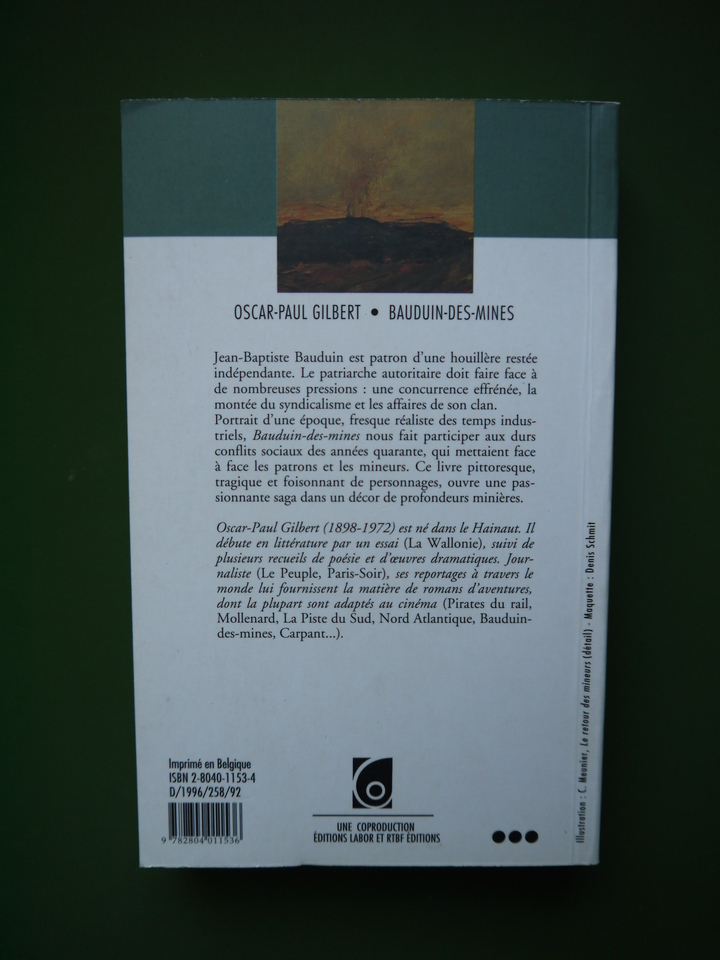 OSCAR-PAUL GILBERT • BAUDUIN-DES-MINES
Jean-Baptiste Bauduin est patron d'une houillère restée
indépendante. Le patriarche autoritaire doit faire face à
de nombreuses pressions : une concurrence effrénée, la
montée du syndicalisme et les affaires de son clan.
Portrait d'une époque, fresque réaliste des temps indus-
triels, Bauduin-des-mines nous fait participer aux durs
conflits sociaux des années quarante, qui mettaient face
à face les patrons et les mineurs. Ce livre pittoresque,
tragique et foisonnant de personnages, ouvre une pas-
sionnante saga dans un décor de profondeurs minières.
Oscar-Paul Gilbert (1898-1972) est né dans le Hainaut. Il
débute en littérature par un essai (La Wallonie), suivi de
plusieurs recueils de poésie et d'œuvres dramatiques. Jour-
naliste (Le Peuple, Paris-Soir), ses reportages à travers le
monde lui fournissent la matière de romans d'aventures,
dont la plupart sont adaptés au cinéma (Pirates du rail,
Mollenard, La Piste du Sud, Nord Atlantique, Bauduin-
des-mines, Carpant...).
Illustration : C. Meunier, Le retour des mineurs (détail) - Maquette : Denis Schmit
Imprimé en Belgique
ISBN 2-8040-1153-4
D/1996/258/92
9 782804 011536
UNE COPRODUCTION
ÉDITIONS LABOR ET RTBF ÉDITIONS